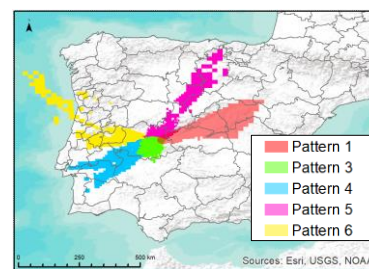 Pattern 1
Pattern 3
Pattern 4
Pattern 5
Pattern 6
0 250 500 km
Sources: Esri, USGS, NOAA